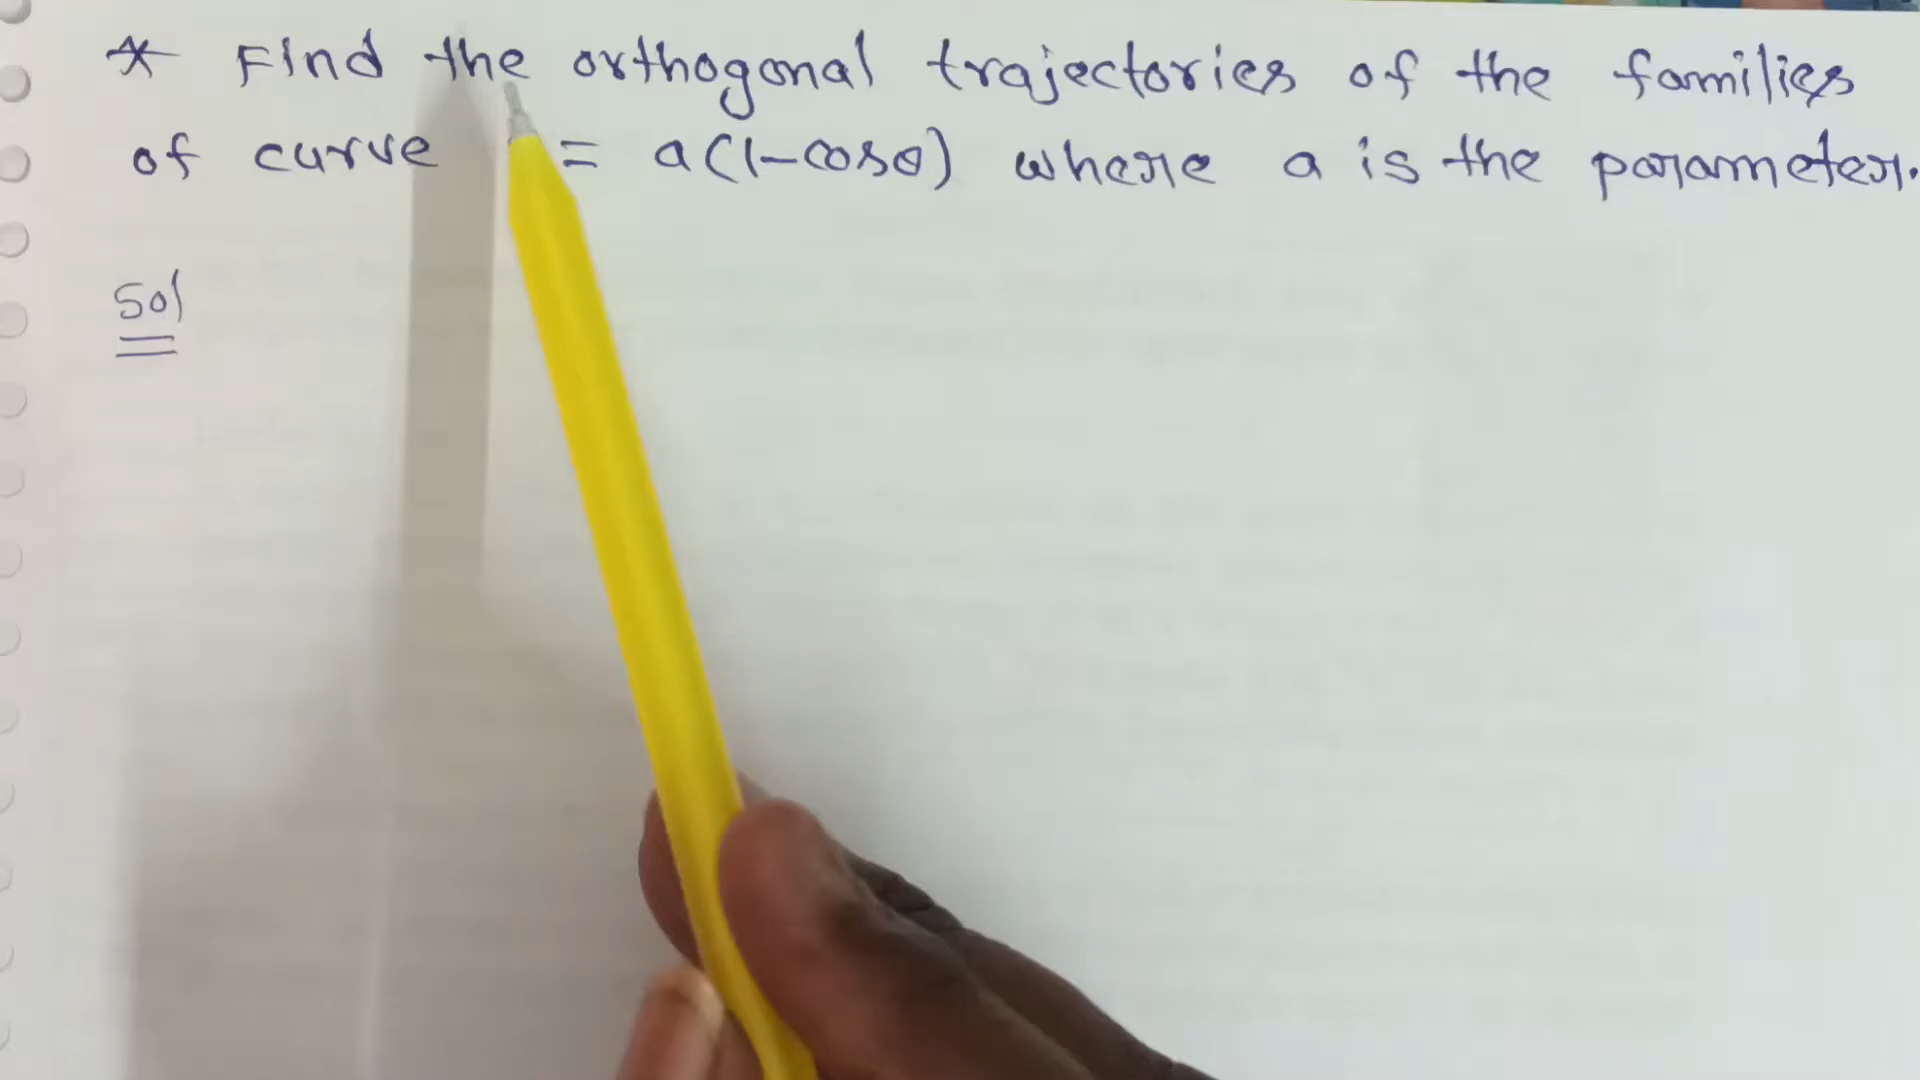 * Find the orthogonal trajectories of the families
of curve = a(1-cosθ) where a is the parameter.
Sol